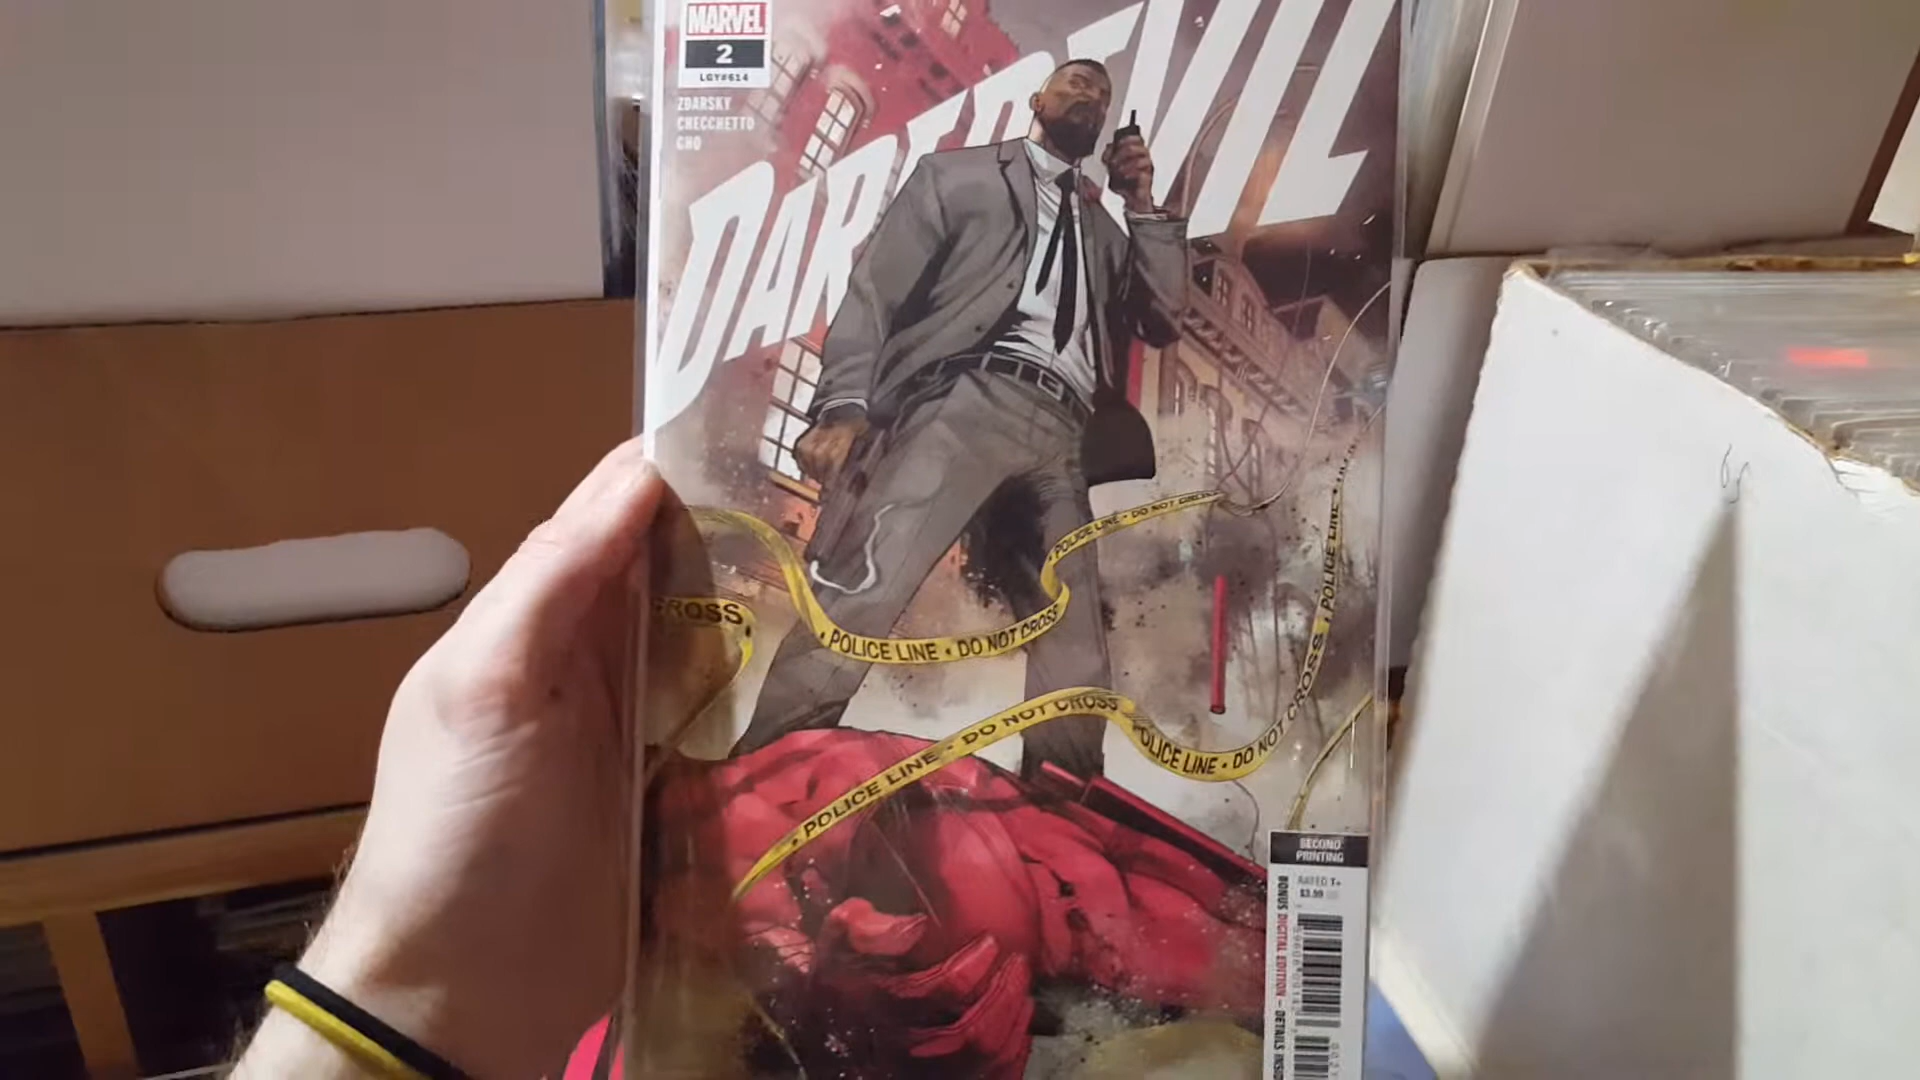 MARVEL
2
LGY#614
ZDARSKY
CHECCHETTO
CHO
DAREDEVIL
POLICE LINE • DO NOT CROSS
CROSS
• POLICE LINE • DO NOT CROSS
• POLICE LINE • DO NOT CROSS
POLICE LINE • DO NOT CROSS • POLICE LINE •
SECOND
PRINTING
RATED T+
$3.99
BONUS DIGITAL EDITION – DETAILS INSIDE